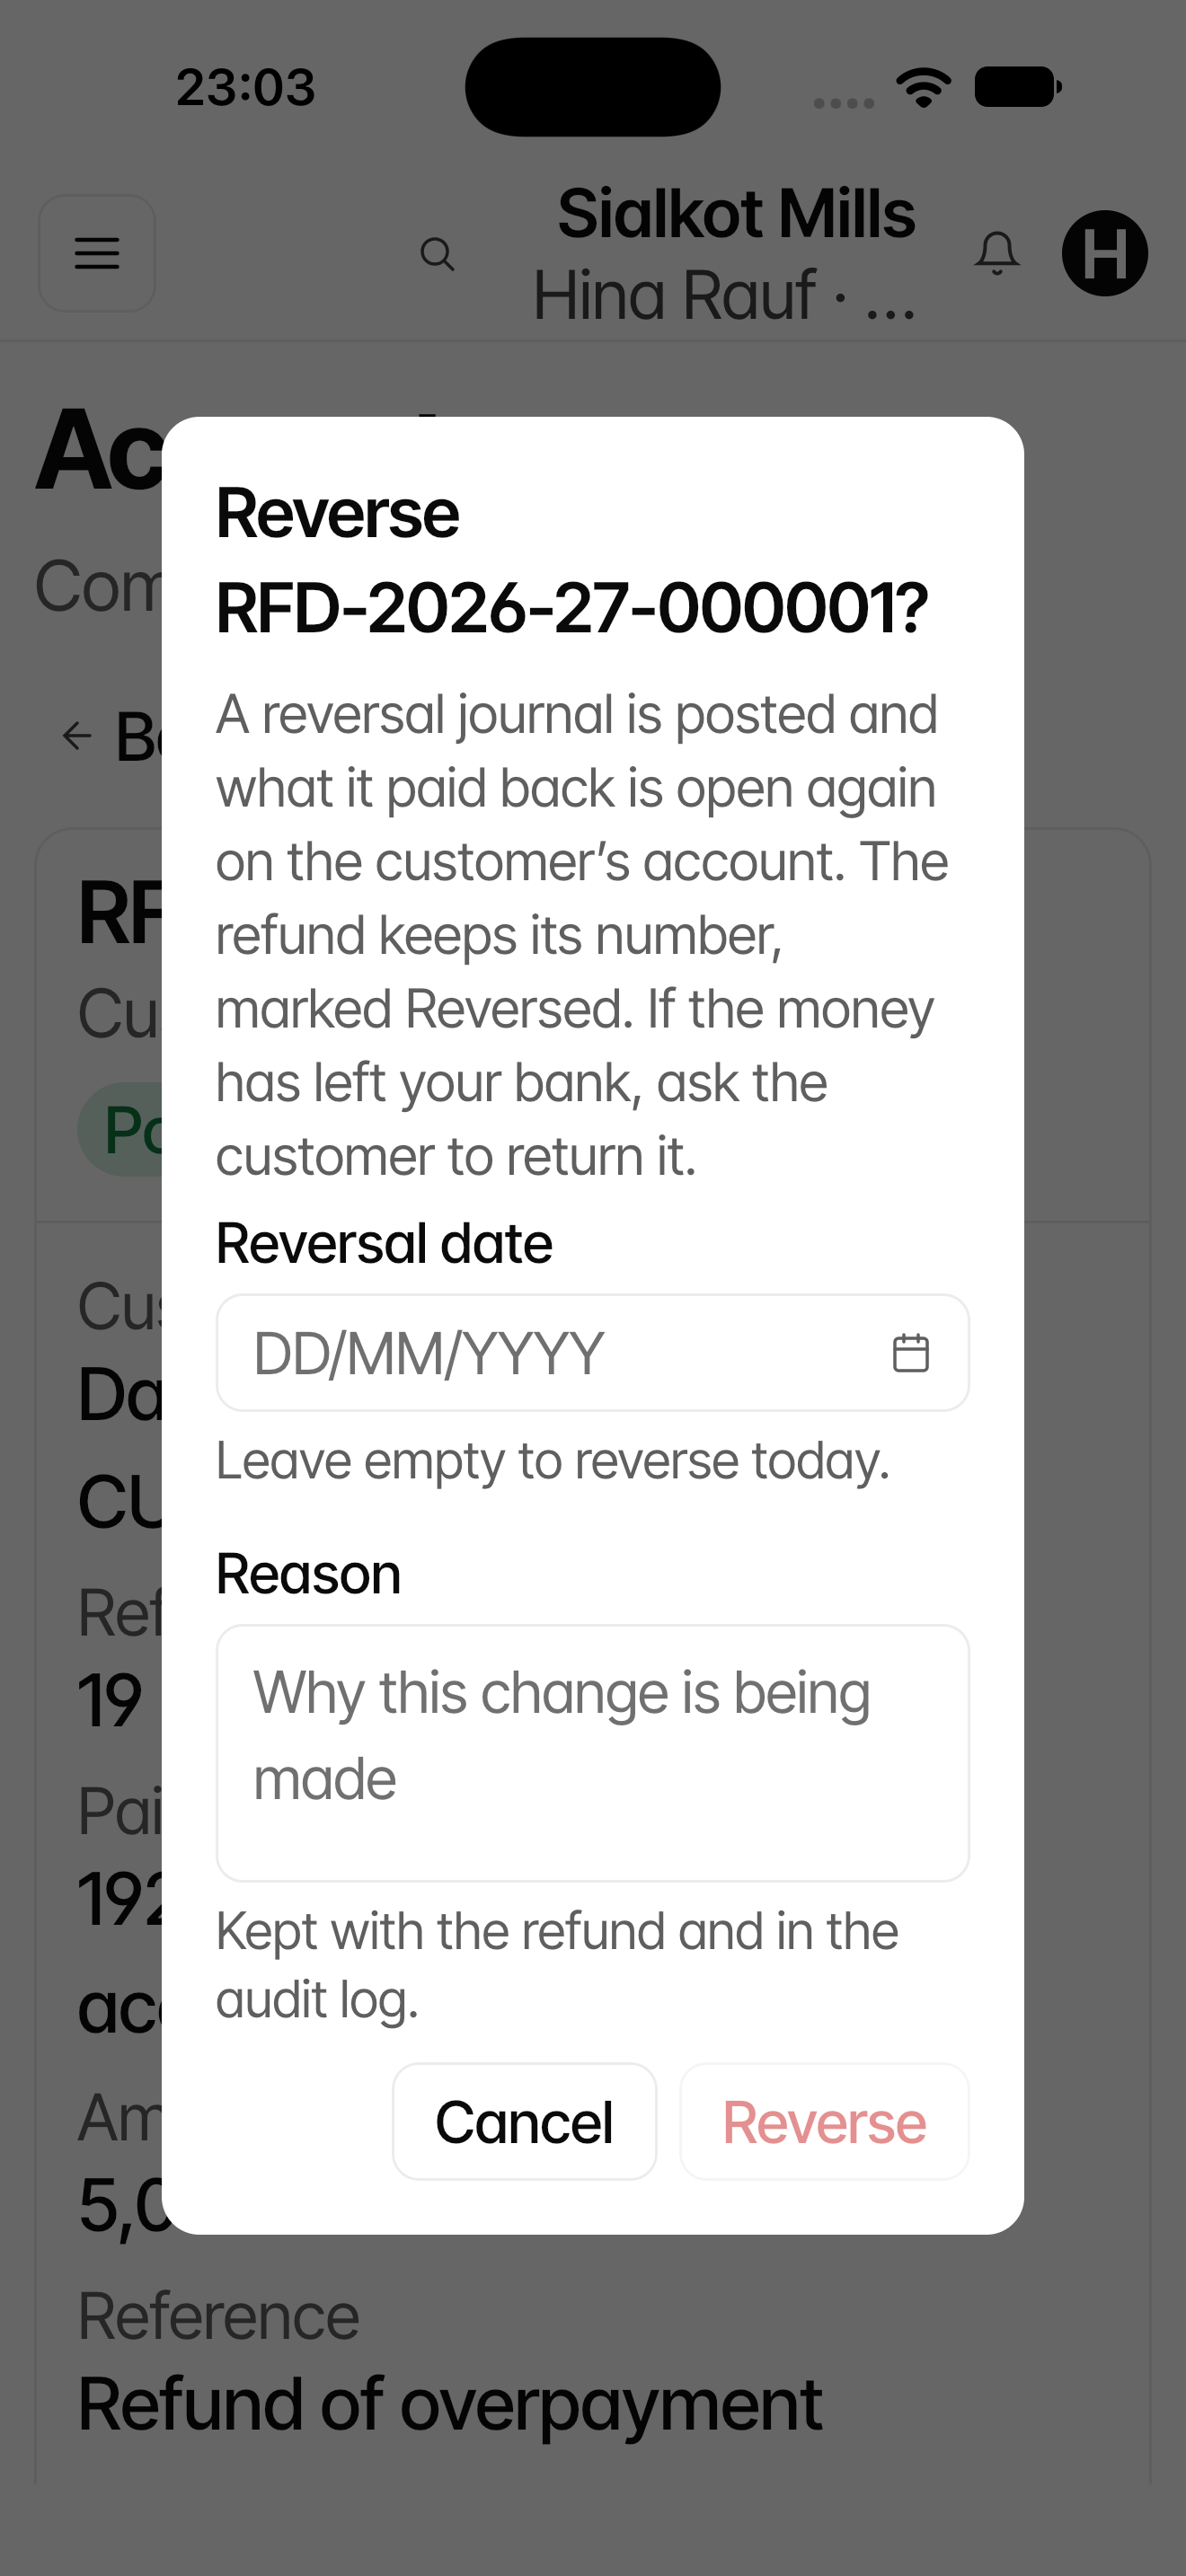 23:03
Sialkot Mills
Hina Rauf · ...
H
Reverse
RFD-2026-27-000001?
A reversal journal is posted and
what it paid back is open again
on the customer’s account. The
refund keeps its number,
marked Reversed. If the money
has left your bank, ask the
customer to return it.
Reversal date
DD/MM/YYYY
Leave empty to reverse today.
Reason
Why this change is being
made
Kept with the refund and in the
audit log.
Cancel
Reverse
19
Reference
Refund of overpayment